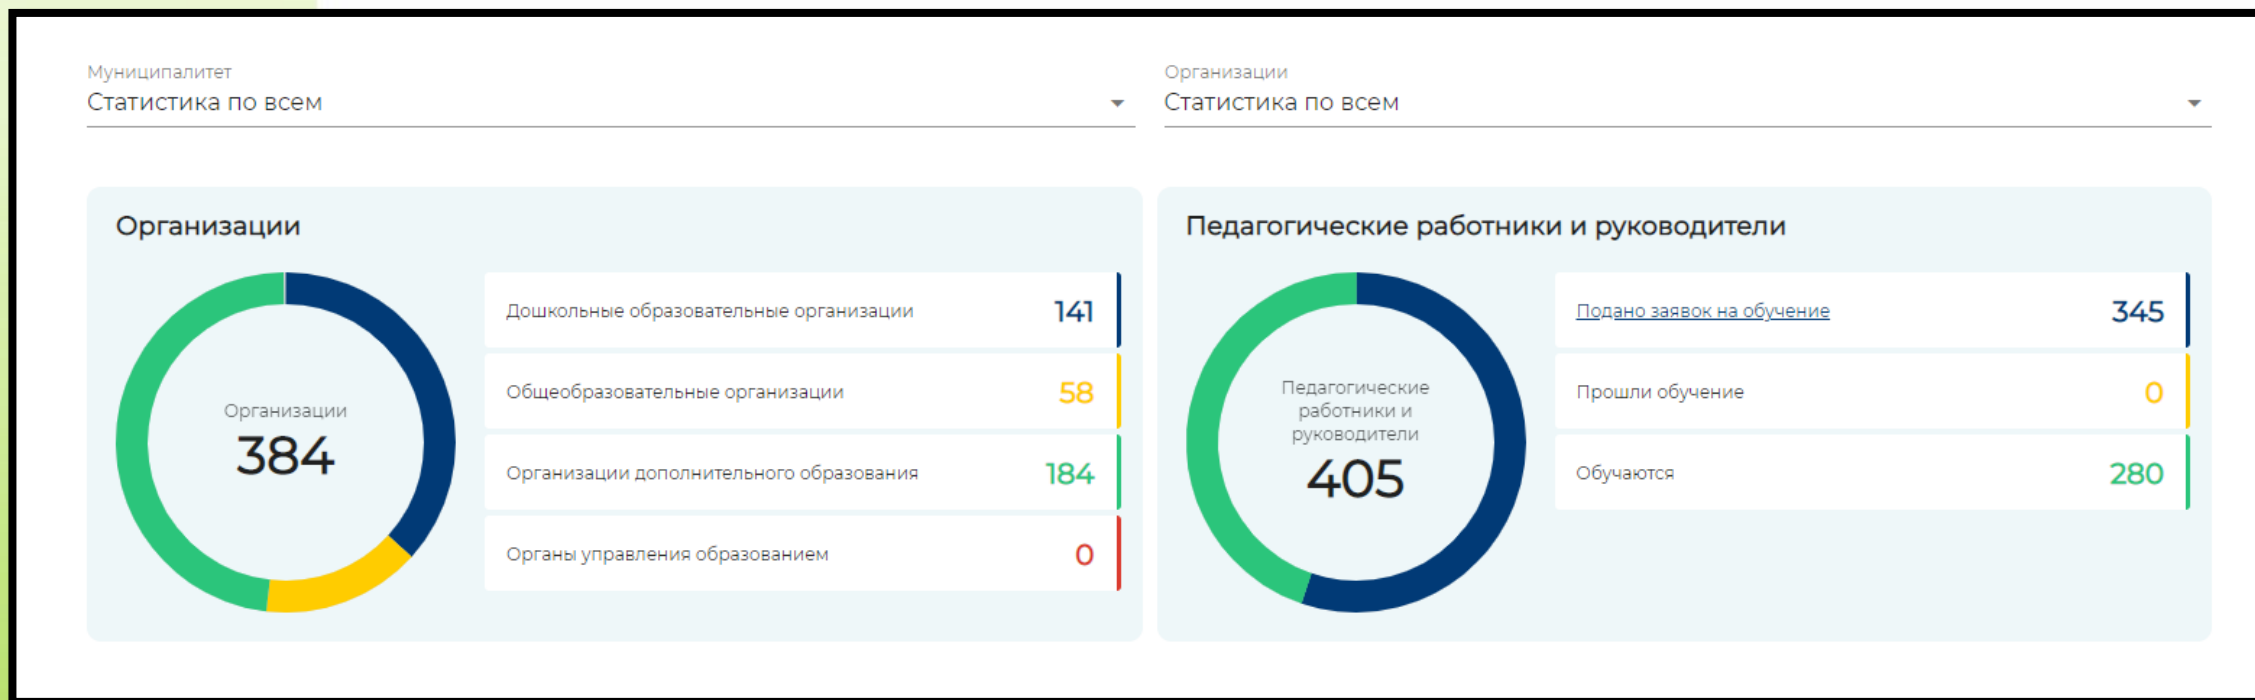 Муниципалитет
Статистика по всем
Организации
Статистика по всем
Организации
Организации
384
Дошкольные образовательные организации 141
Общеобразовательные организации 58
Организации дополнительного образования 184
Органы управления образованием 0
Педагогические работники и руководители
Педагогические
работники и
руководители
405
Подано заявок на обучение 345
Прошли обучение 0
Обучаются 280